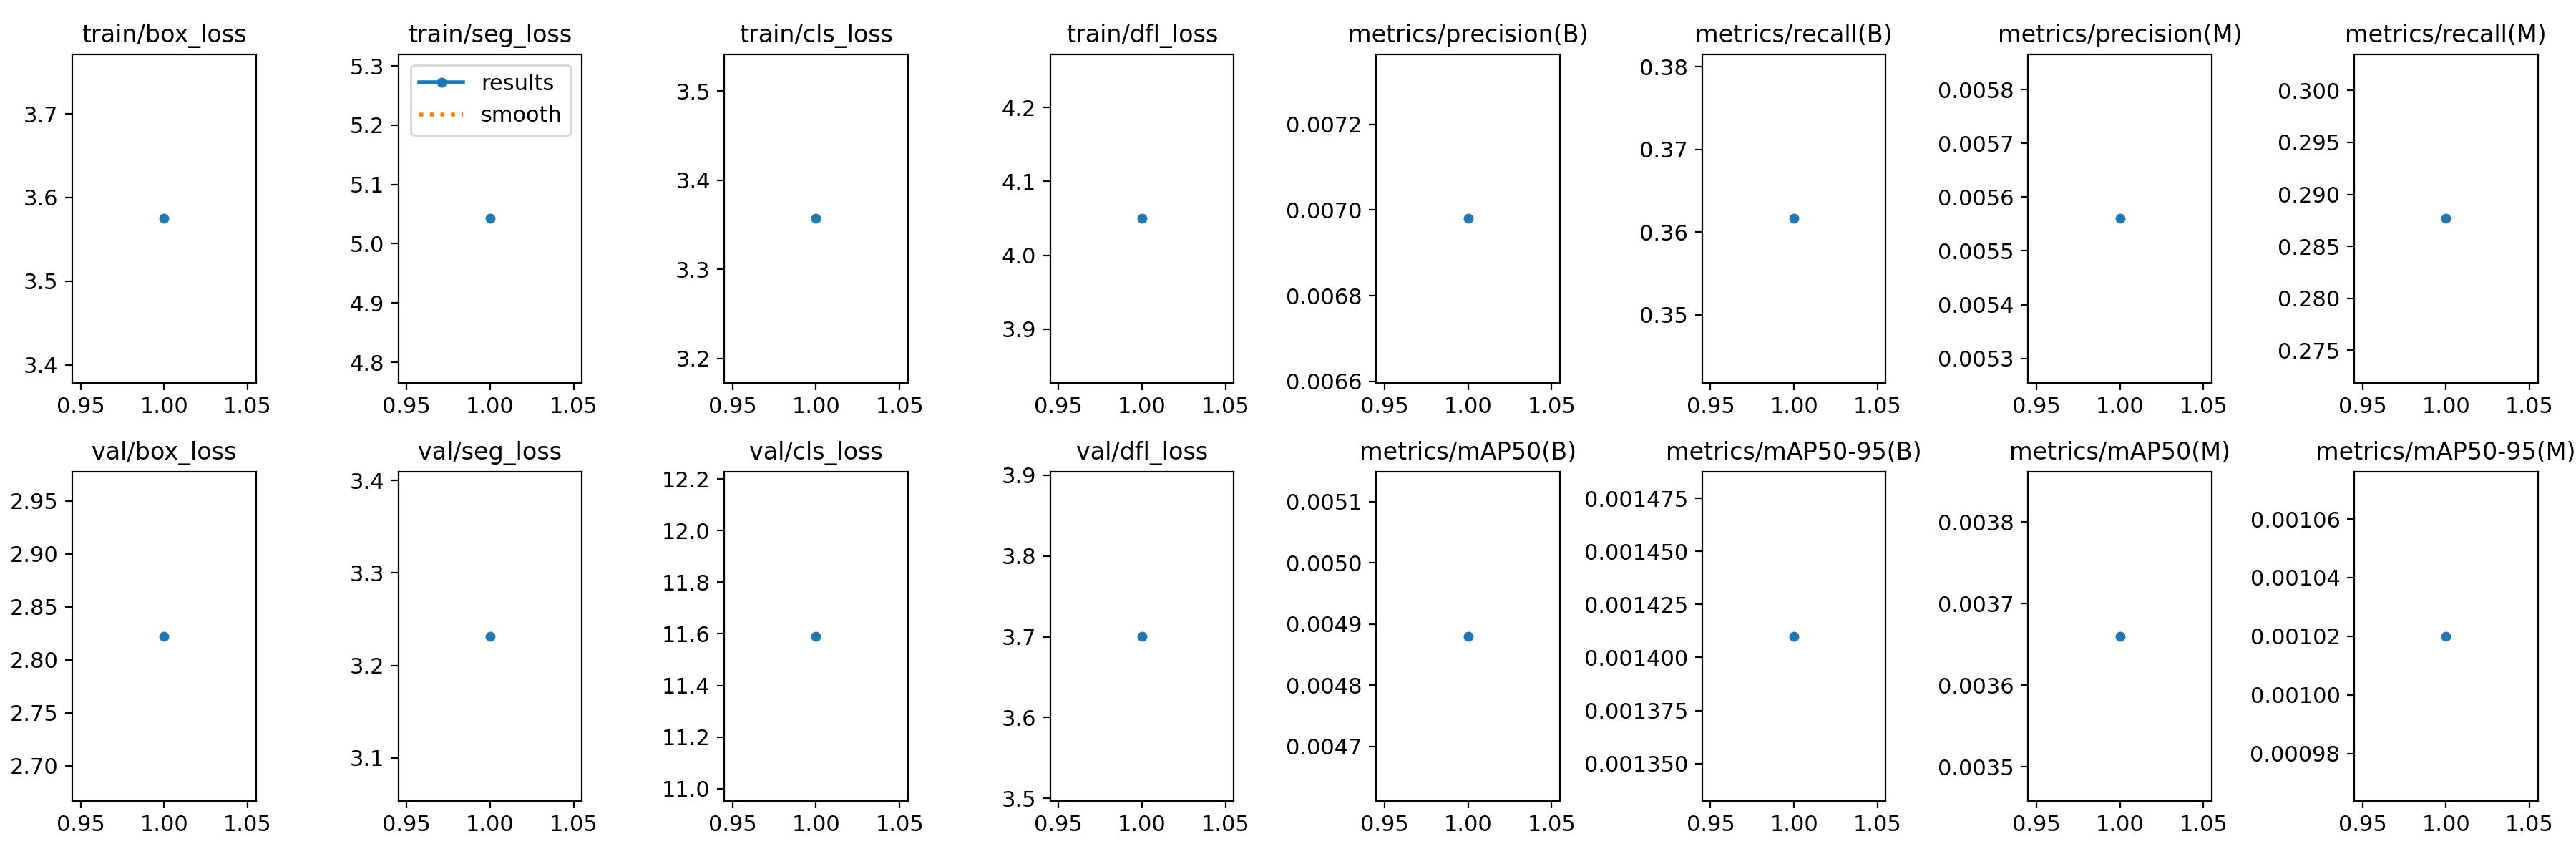 train/box_loss
3.7
3.6
3.5
3.4
0.95 1.00 1.05
train/seg_loss
results
smooth
5.3
5.2
5.1
5.0
4.9
4.8
0.95 1.00 1.05
train/cls_loss
3.5
3.4
3.3
3.2
0.95 1.00 1.05
train/dfl_loss
4.2
4.1
4.0
3.9
0.95 1.00 1.05
metrics/precision(B)
0.0072
0.0070
0.0068
0.0066
0.95 1.00 1.05
metrics/recall(B)
0.38
0.37
0.36
0.35
0.95 1.00 1.05
metrics/precision(M)
0.0058
0.0057
0.0056
0.0055
0.0054
0.0053
0.95 1.00 1.05
metrics/recall(M)
0.300
0.295
0.290
0.285
0.280
0.275
0.95 1.00 1.05
val/box_loss
2.95
2.90
2.85
2.80
2.75
2.70
0.95 1.00 1.05
val/seg_loss
3.4
3.3
3.2
3.1
0.95 1.00 1.05
val/cls_loss
12.2
12.0
11.8
11.6
11.4
11.2
11.0
0.95 1.00 1.05
val/dfl_loss
3.9
3.8
3.7
3.6
3.5
0.95 1.00 1.05
metrics/mAP50(B)
0.0051
0.0050
0.0049
0.0048
0.0047
0.95 1.00 1.05
metrics/mAP50-95(B)
0.001475
0.001450
0.001425
0.001400
0.001375
0.001350
0.95 1.00 1.05
metrics/mAP50(M)
0.0038
0.0037
0.0036
0.0035
0.95 1.00 1.05
metrics/mAP50-95(M)
0.00106
0.00104
0.00102
0.00100
0.00098
0.95 1.00 1.05